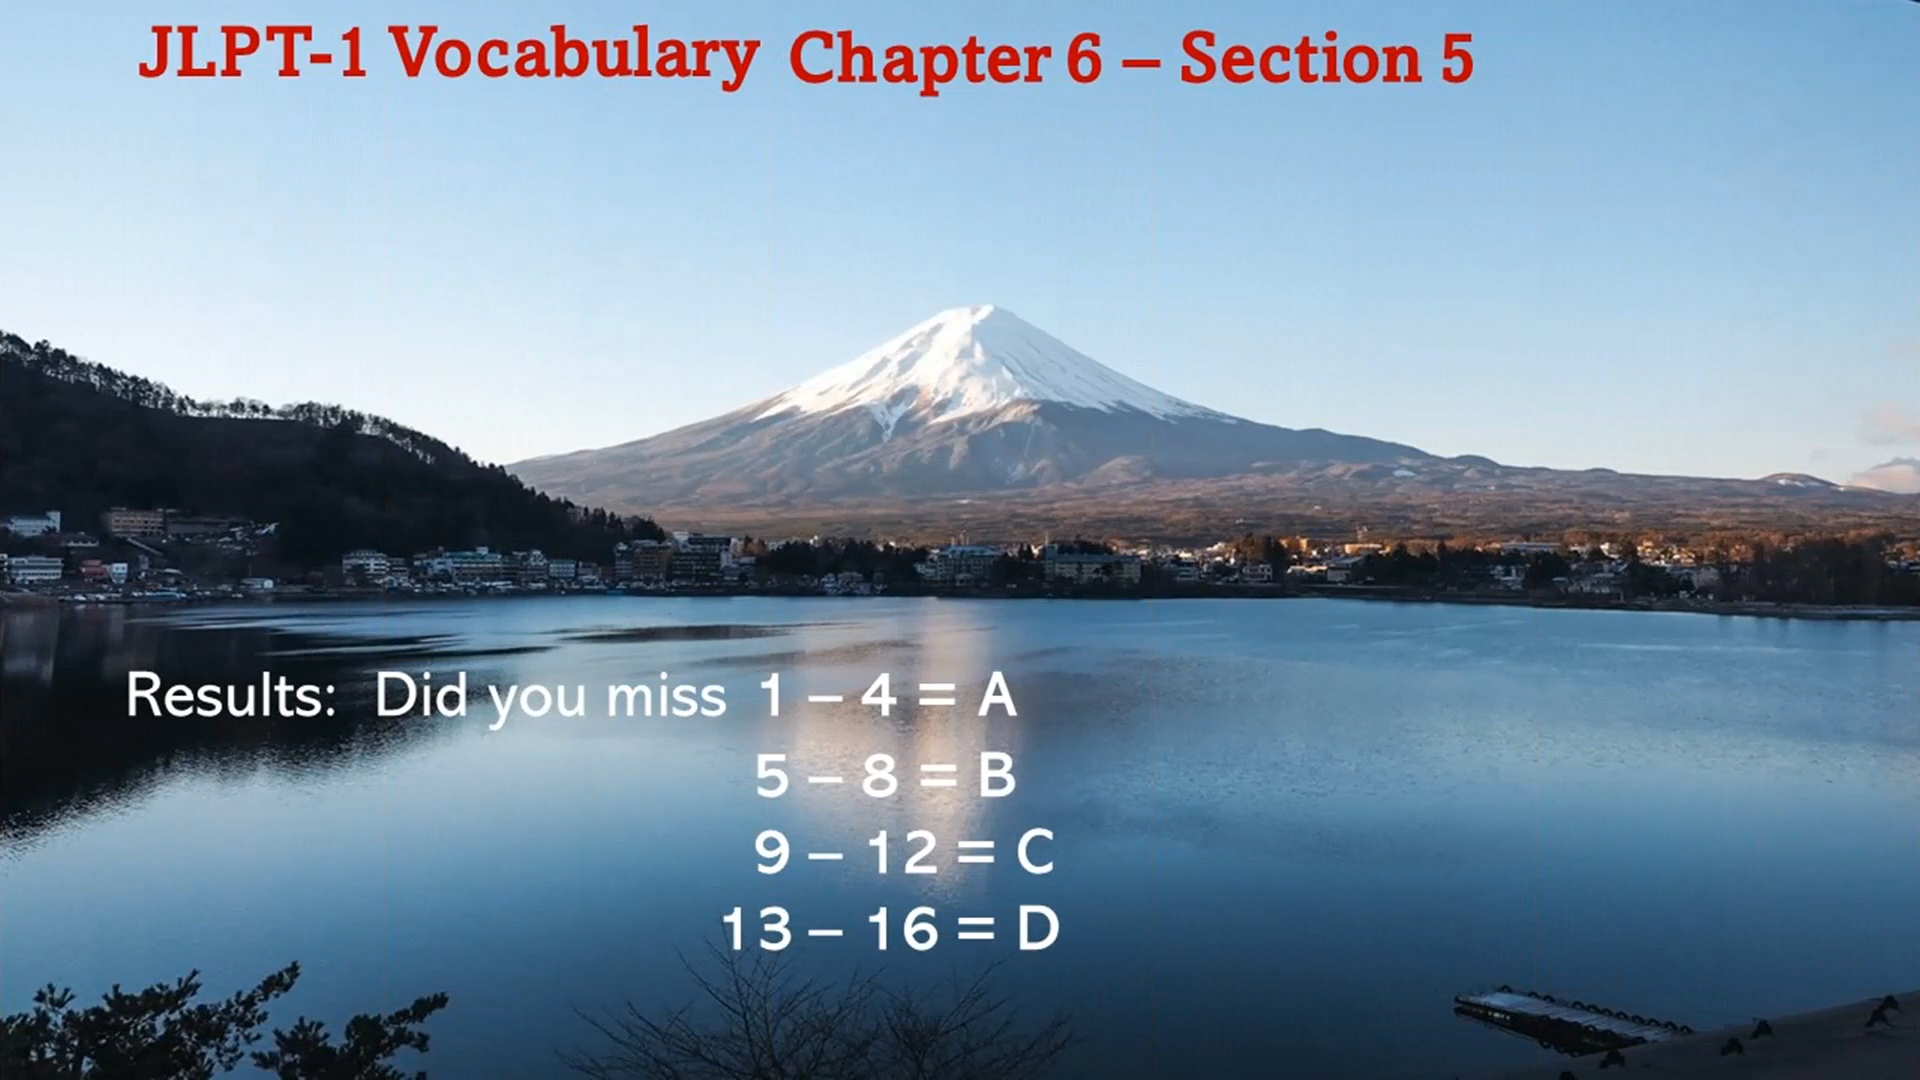 JLPT-1 Vocabulary Chapter 6 – Section 5
Results: Did you miss 1 – 4 = A
5 – 8 = B
9 – 12 = C
13 – 16 = D